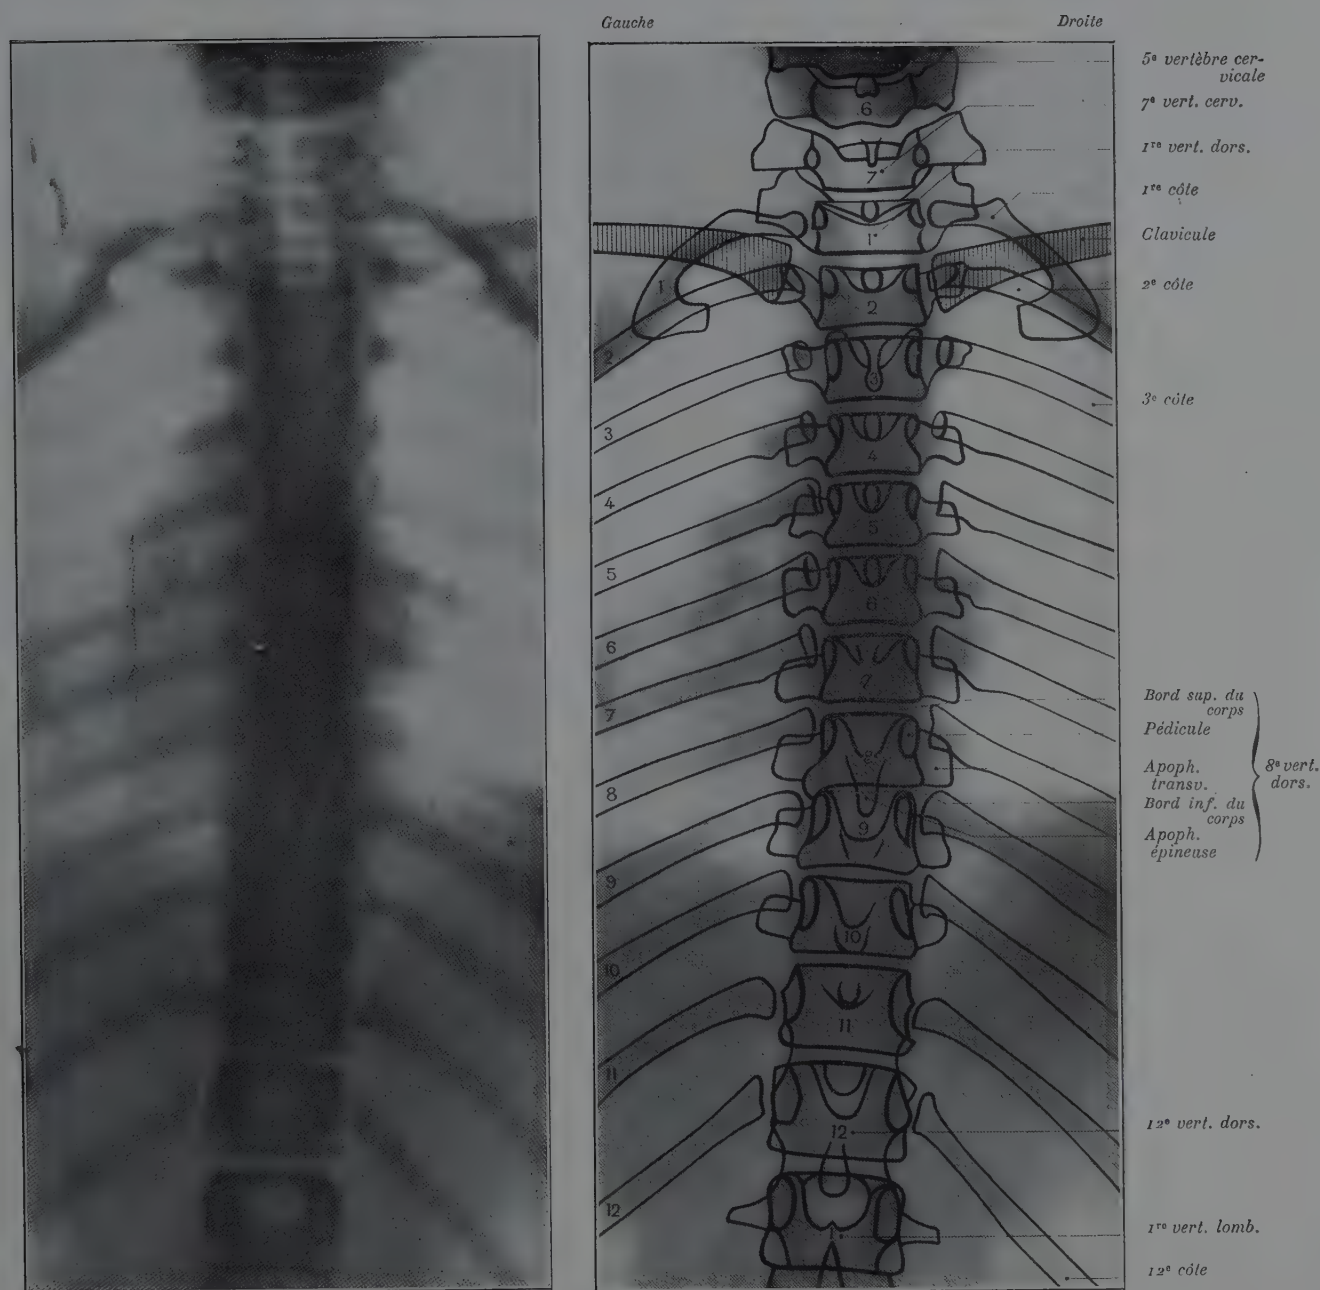 Gauche
Droite
5e vertèbre cer-
vicale
7e vert. cerv.
1re vert. dors.
1re côte
Clavicule
2e côte
3e côte
Bord sup. du
corps
Pédicule
Apoph.
transv.
Bord inf. du
corps
Apoph.
épineuse
8e vert.
dors.
12e vert. dors.
1re vert. lomb.
12e côte
6
7
1
2
3
4
5
6
7
8
9
10
11
12
1
1
2
3
4
5
6
7
8
9
10
11
12